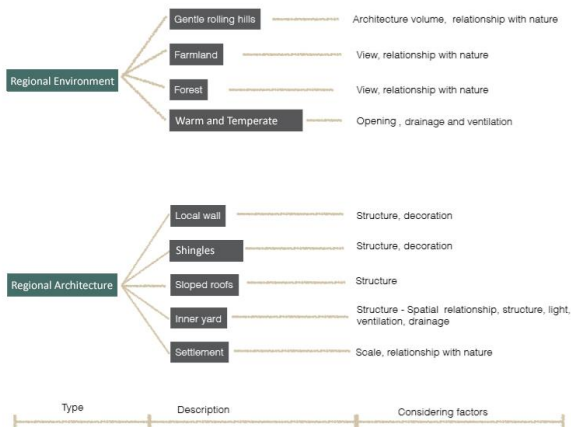 Gentle rolling hills
Architecture volume, relationship with nature
Farmland
View, relationship with nature
Regional Environment
Forest
View, relationship with nature
Warm and Temperate
Opening , drainage and ventilation
Local wall
Structure, decoration
Shingles
Structure, decoration
Regional Architecture
Sloped roofs
Structure
Inner yard
Structure - Spatial relationship, structure, light,
ventilation, drainage
Settlement
Scale, relationship with nature
Type
Description
Considering factors